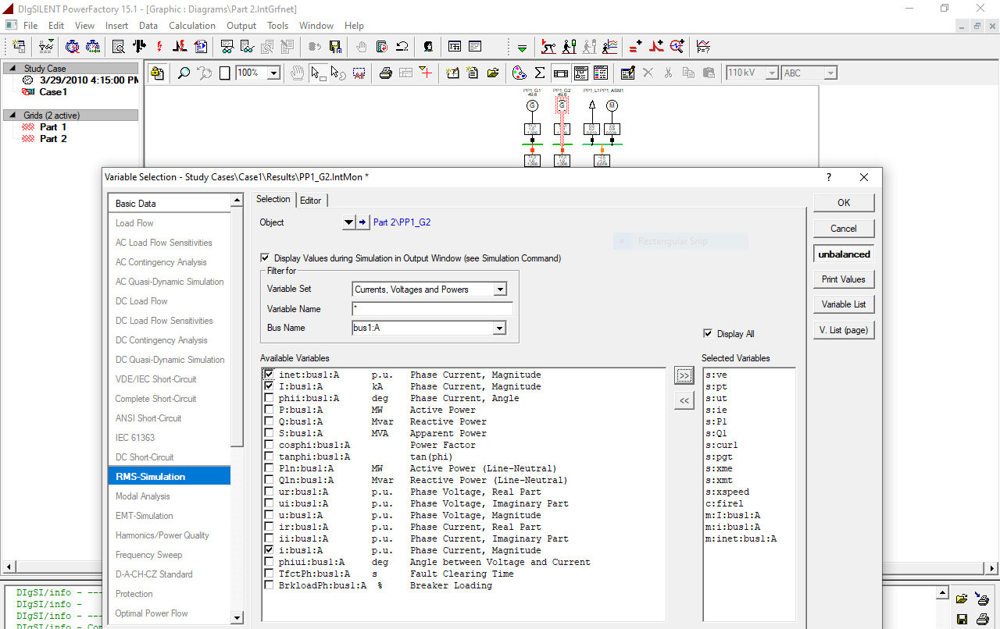 DIgSILENT PowerFactory 15.1 - [Graphic : Diagrams\Part 2.IntGrfnet]
File Edit View Insert Data Calculation Output Tools Window Help
100%
110 kV
ABC
Study Case
3/29/2010 4:15:00 PM
Case1
Grids (2 active)
Part 1
Part 2
PP1_G1 PP1_G2 PP1_L1 PP1_ASM1
G G M
Variable Selection - Study Cases\Case1\Results\PP1_G2.IntMon *
?
Basic Data
Load Flow
AC Load Flow Sensitivities
AC Contingency Analysis
AC Quasi-Dynamic Simulation
DC Load Flow
DC Load Flow Sensitivities
DC Contingency Analysis
DC Quasi-Dynamic Simulation
VDE/IEC Short-Circuit
Complete Short-Circuit
ANSI Short-Circuit
IEC 61363
DC Short-Circuit
RMS-Simulation
Modal Analysis
EMT-Simulation
Harmonics/Power Quality
Frequency Sweep
D-A-CH-CZ Standard
Protection
Optimal Power Flow
Selection Editor
Object Part 2\PP1_G2
Rectangular Snip
Display Values during Simulation in Output Window (see Simulation Command)
Filter for
Variable Set Currents, Voltages and Powers
Variable Name *
Bus Name bus1:A
Display All
Available Variables
inet:bus1:A p.u. Phase Current, Magnitude
I:bus1:A kA Phase Current, Magnitude
phii:bus1:A deg Phase Current, Angle
P:bus1:A MW Active Power
Q:bus1:A Mvar Reactive Power
S:bus1:A MVA Apparent Power
cosphi:bus1:A Power Factor
tanphi:bus1:A tan(phi)
Pln:bus1:A MW Active Power (Line-Neutral)
Qln:bus1:A Mvar Reactive Power (Line-Neutral)
ur:bus1:A p.u. Phase Voltage, Real Part
ui:bus1:A p.u. Phase Voltage, Imaginary Part
u:bus1:A p.u. Phase Voltage, Magnitude
ir:bus1:A p.u. Phase Current, Real Part
ii:bus1:A p.u. Phase Current, Imaginary Part
i:bus1:A p.u. Phase Current, Magnitude
phiui:bus1:A deg Angle between Voltage and Current
TfctPh:bus1:A s Fault Clearing Time
BrkloadPh:bus1:A % Breaker Loading
>>
<<
Selected Variables
s:ve
s:pt
s:ut
s:ie
s:P1
s:Q1
s:cur1
s:pgt
s:xme
s:xmt
s:xspeed
c:firel
m:I:bus1:A
m:i:bus1:A
m:inet:bus1:A
OK
Cancel
unbalanced
Print Values
Variable List
V. List (page)
DIgSI/info - ---
DIgSI/info -
DIgSI/info - ---
DIgSI/info - Con